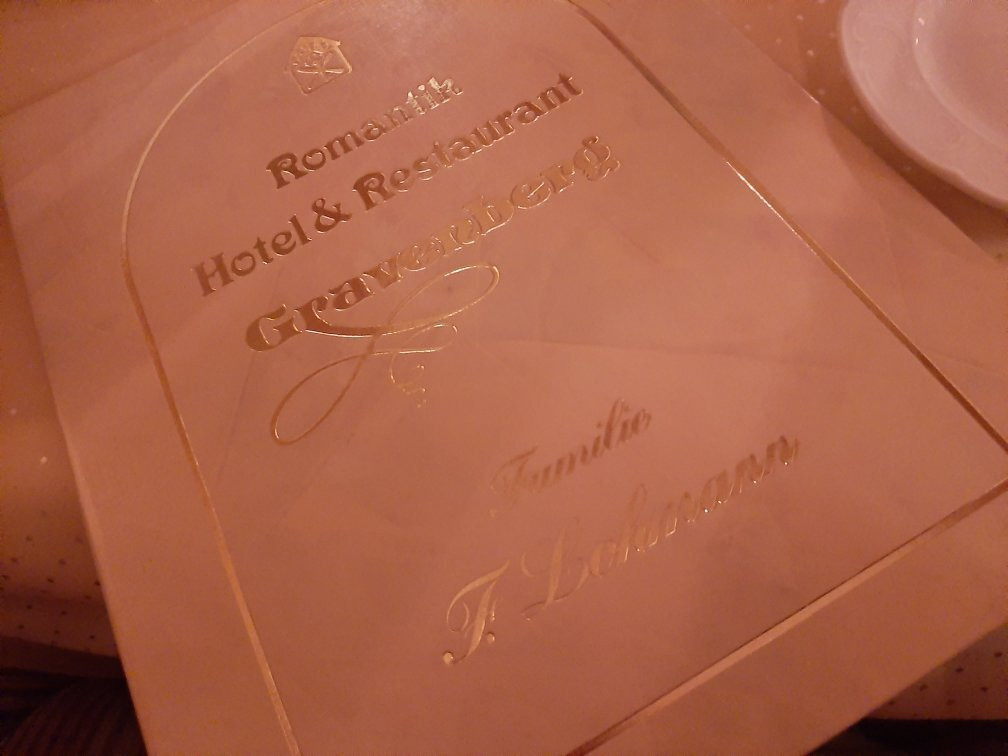 Romantik
Hotel & Restaurant
Gravenberg
Familie
F. Lohmann